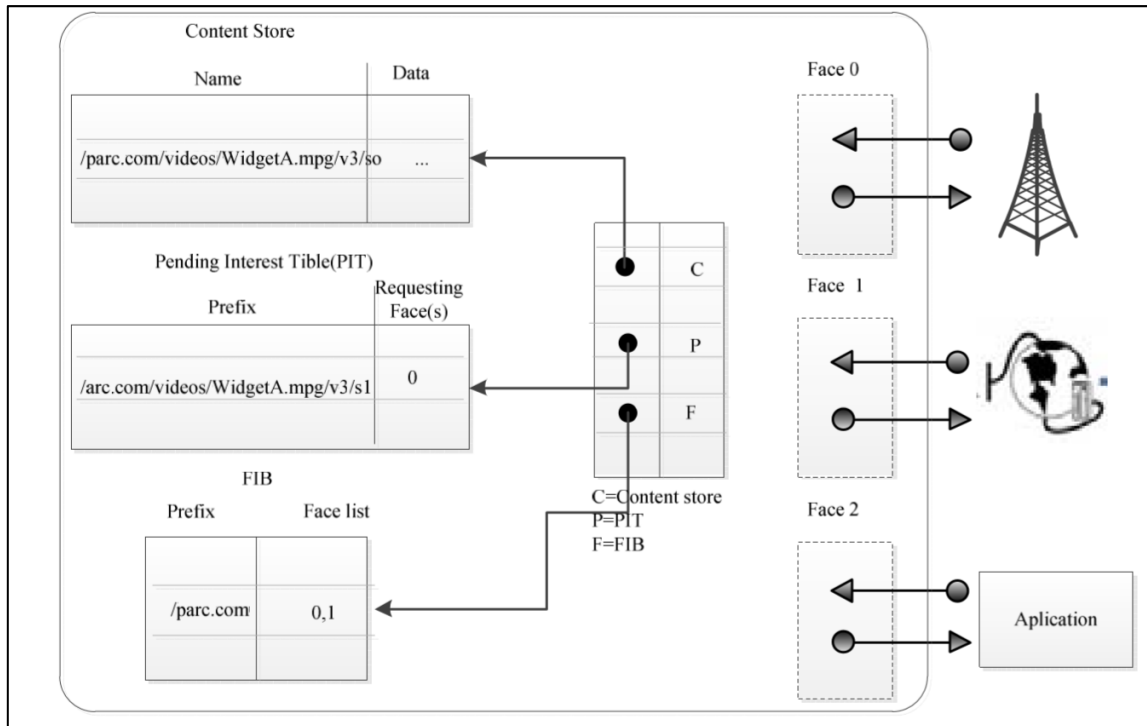 Content Store
Name
Data
/parc.com/videos/WidgetA.mpg/v3/so
...
Pending Interest Tible(PIT)
Prefix
Requesting
Face(s)
/arc.com/videos/WidgetA.mpg/v3/s1
0
FIB
Prefix
Face list
/parc.com
0,1
C
P
F
C=Content store
P=PIT
F=FIB
Face 0
Face 1
Face 2
Aplication